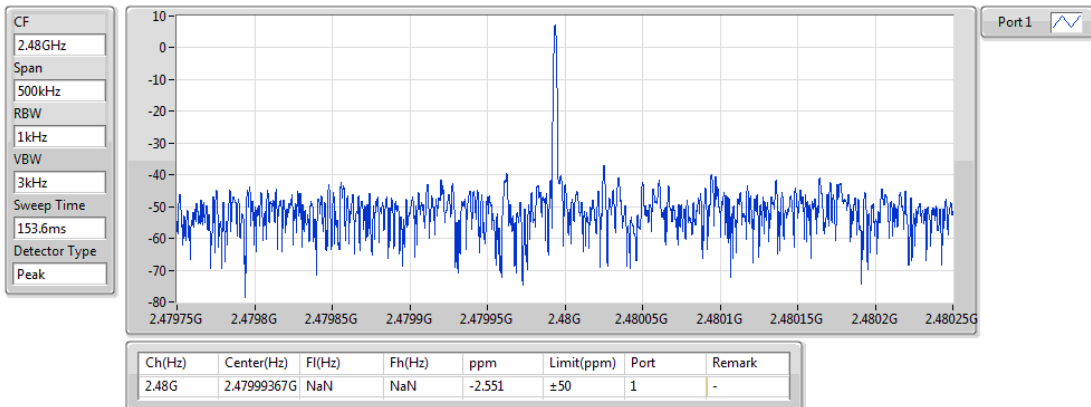 CF
2.48GHz
Span
500kHz
RBW
1kHz
VBW
3kHz
Sweep Time
153.6ms
Detector Type
Peak
10
0
-10
-20
-30
-40
-50
-60
-70
-80
2.47975G 2.4798G 2.47985G 2.4799G 2.47995G 2.48G 2.48005G 2.4801G 2.48015G 2.4802G 2.48025G
Port 1
Ch(Hz) Center(Hz) Fl(Hz) Fh(Hz) ppm Limit(ppm) Port Remark
2.48G 2.47999367G NaN NaN -2.551 ±50 1 -